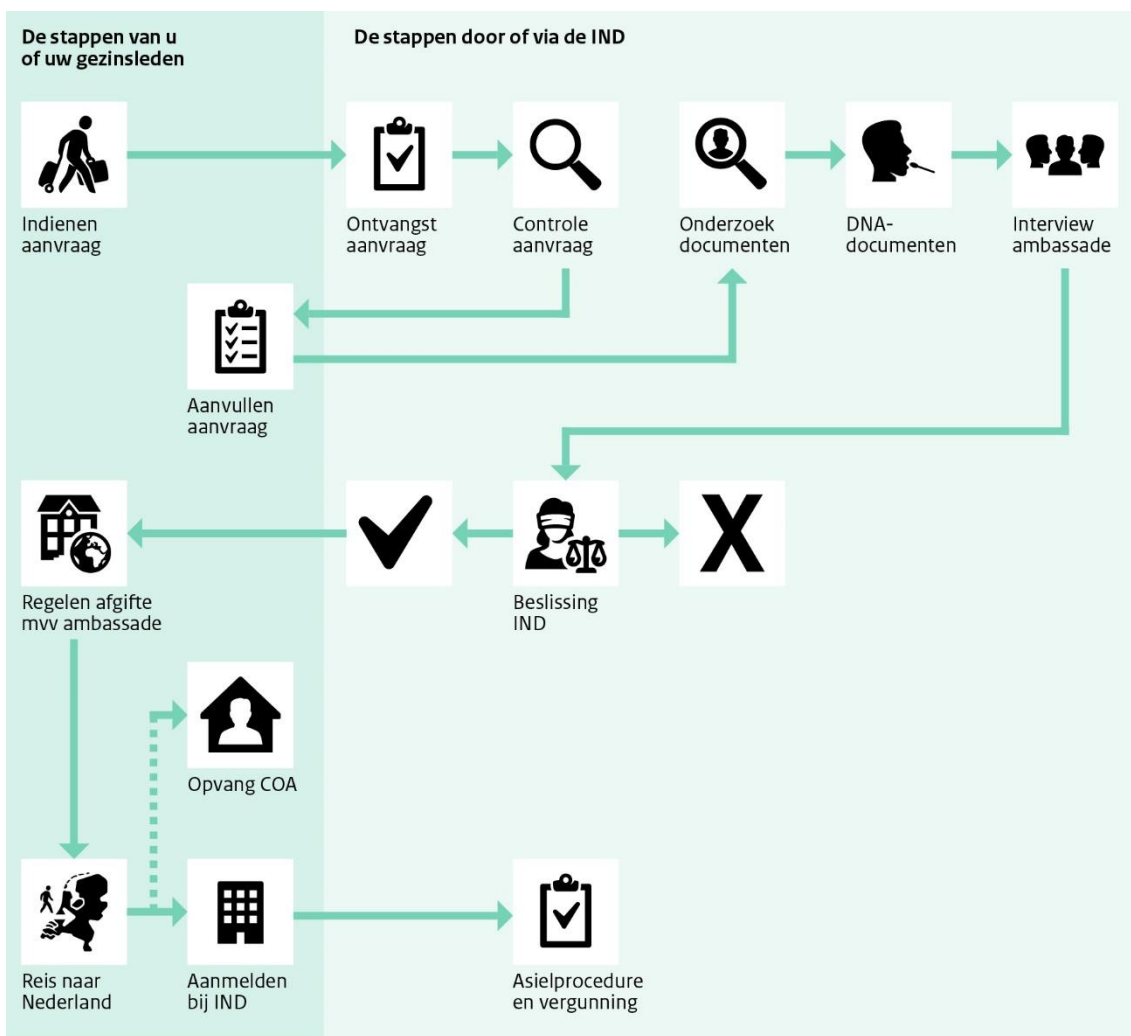 De stappen van u
of uw gezinsleden
De stappen door of via de IND
Indienen
aanvraag
Ontvangst
aanvraag
Controle
aanvraag
Onderzoek
documenten
DNA-
documenten
Interview
ambassade
Aanvullen
aanvraag
Regelen afgifte
mvv ambassade
Beslissing
IND
Opvang COA
Reis naar
Nederland
Aanmelden
bij IND
Asielprocedure
en vergunning